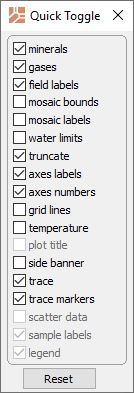 Quick Toggle
minerals
gases
field labels
mosaic bounds
mosaic labels
water limits
truncate
axes labels
axes numbers
grid lines
temperature
plot title
side banner
trace
trace markers
scatter data
sample labels
legend
Reset